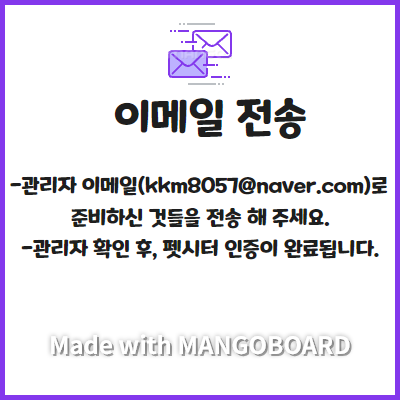 이메일 전송
-관리자 이메일(kkm8057@naver.com)로
준비하신 것들을 전송 해 주세요.
-관리자 확인 후, 펫시터 인증이 완료됩니다.
Made with MANGOBOARD